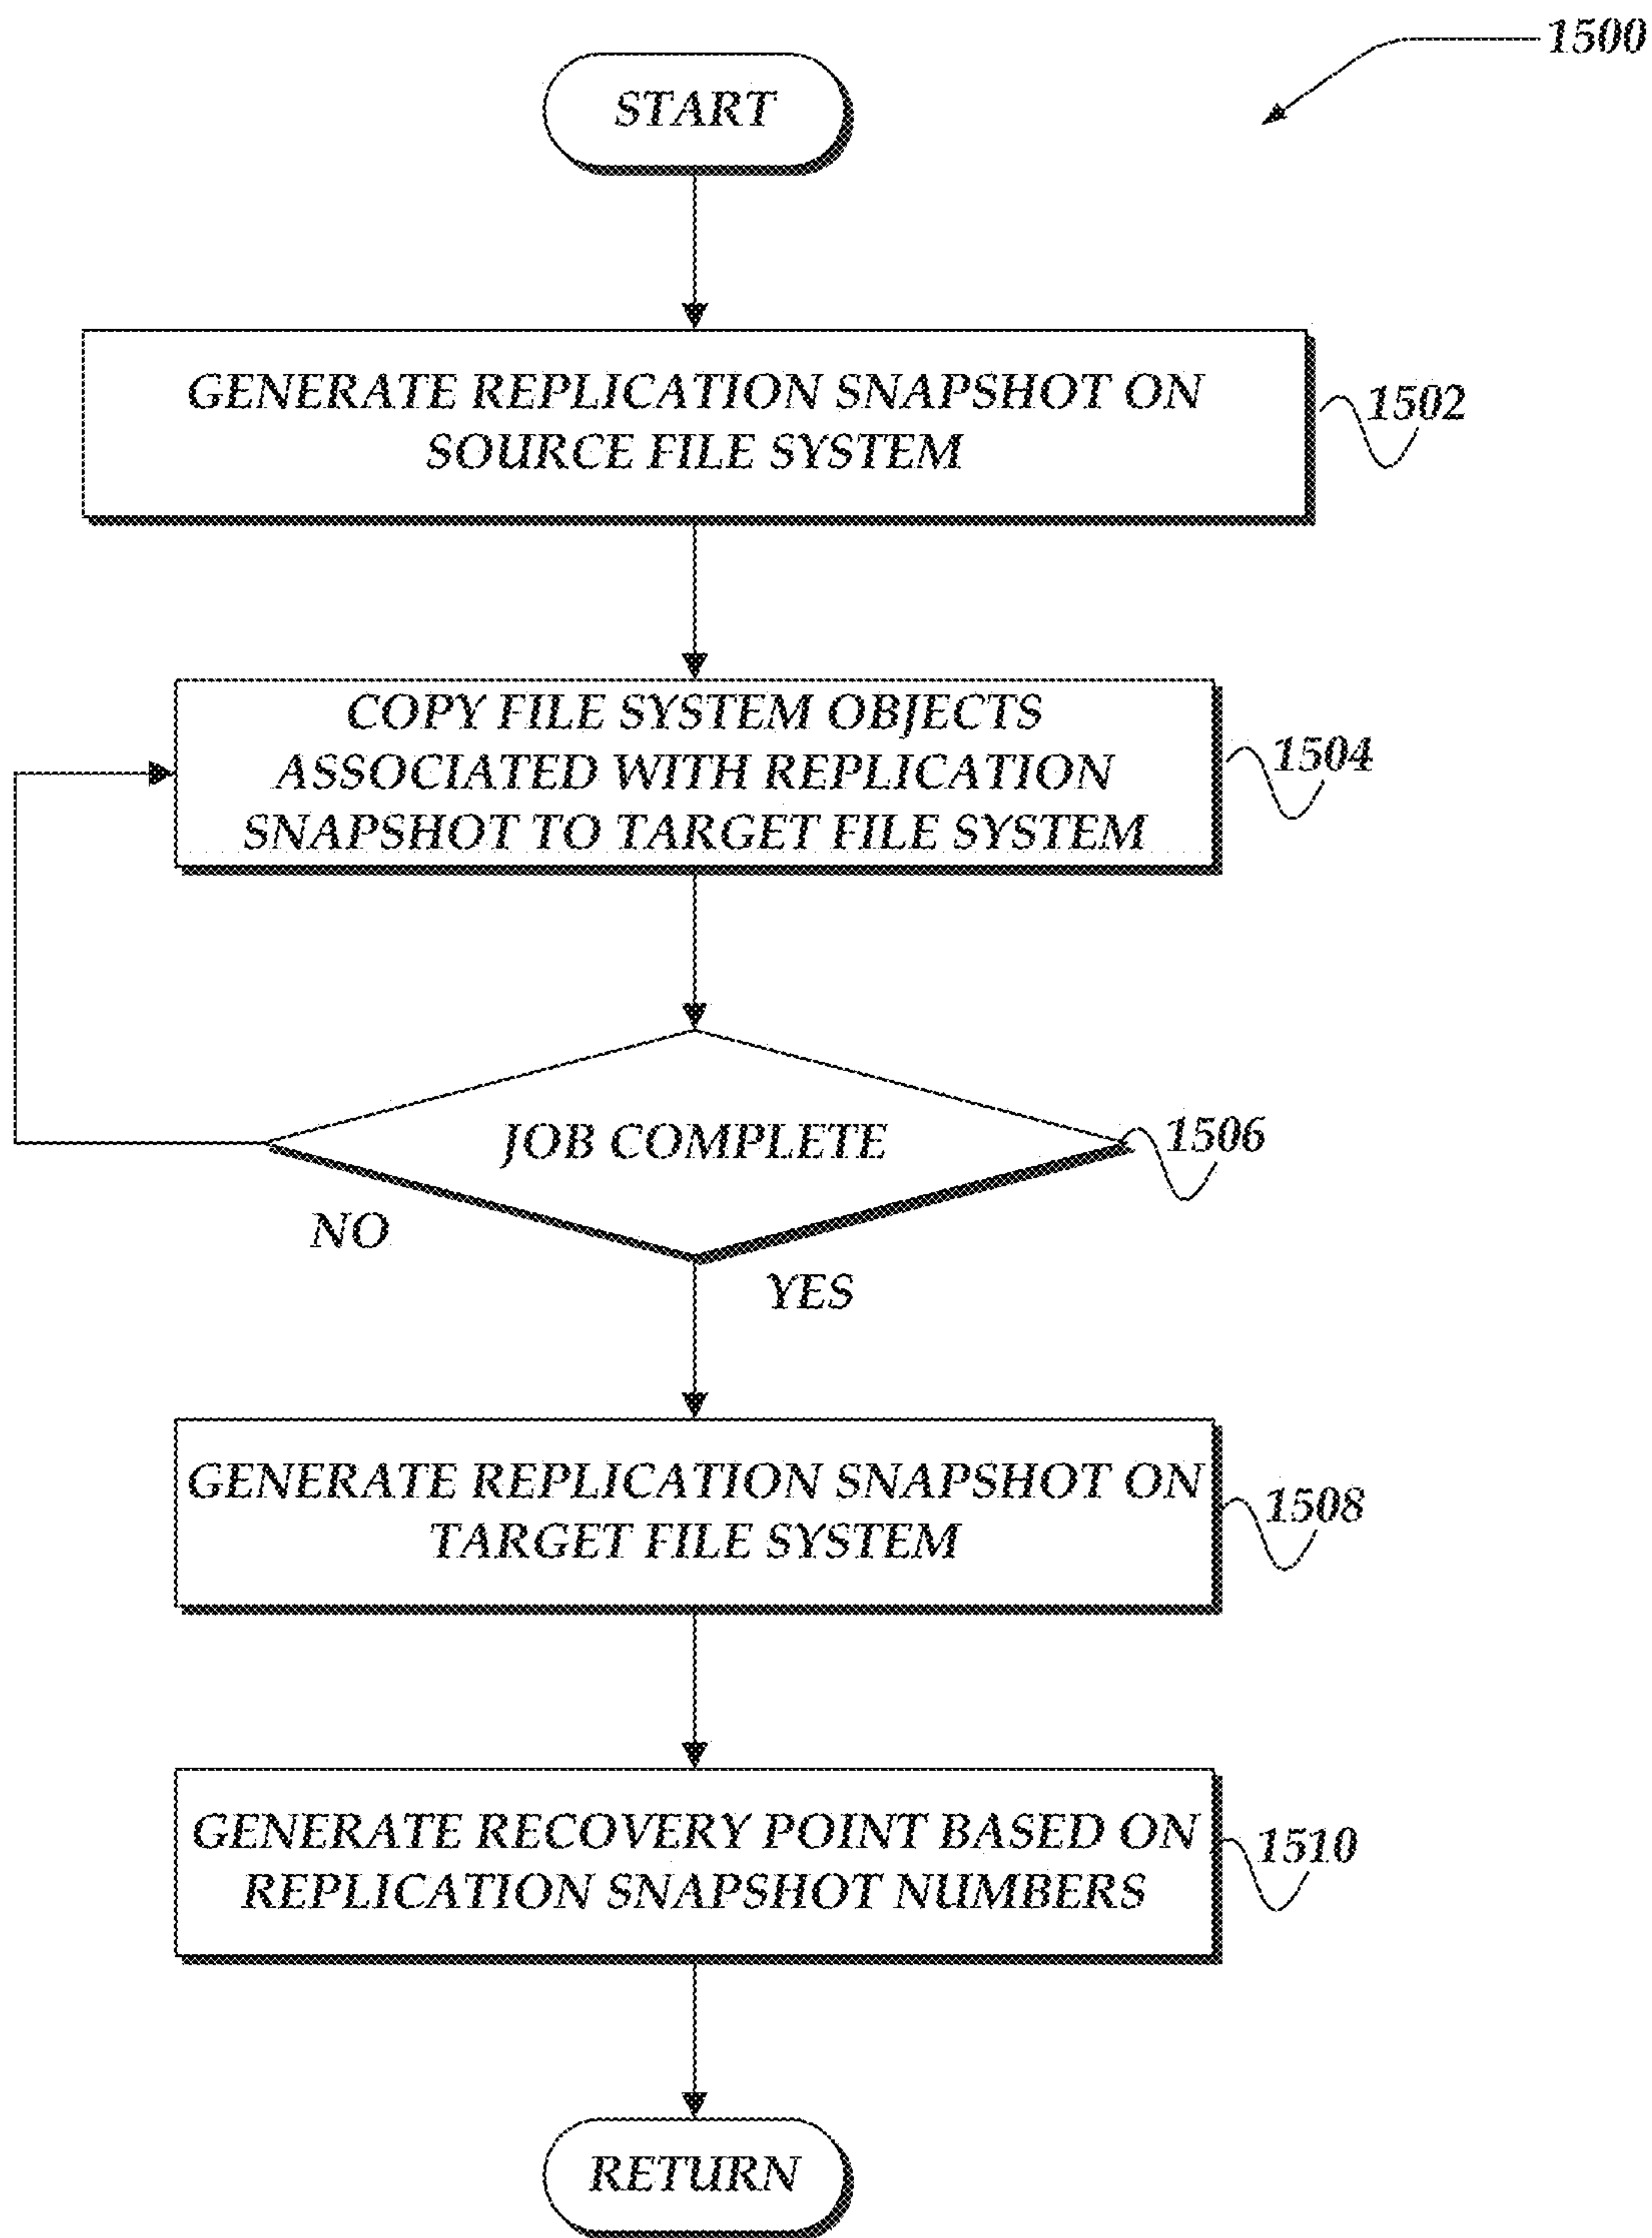 1500
START
GENERATE REPLICATION SNAPSHOT ON
SOURCE FILE SYSTEM
1502
COPY FILE SYSTEM OBJECTS
ASSOCIATED WITH REPLICATION
SNAPSHOT TO TARGET FILE SYSTEM
1504
JOB COMPLETE
1506
NO
YES
GENERATE REPLICATION SNAPSHOT ON
TARGET FILE SYSTEM
1508
GENERATE RECOVERY POINT BASED ON
REPLICATION SNAPSHOT NUMBERS
1510
RETURN